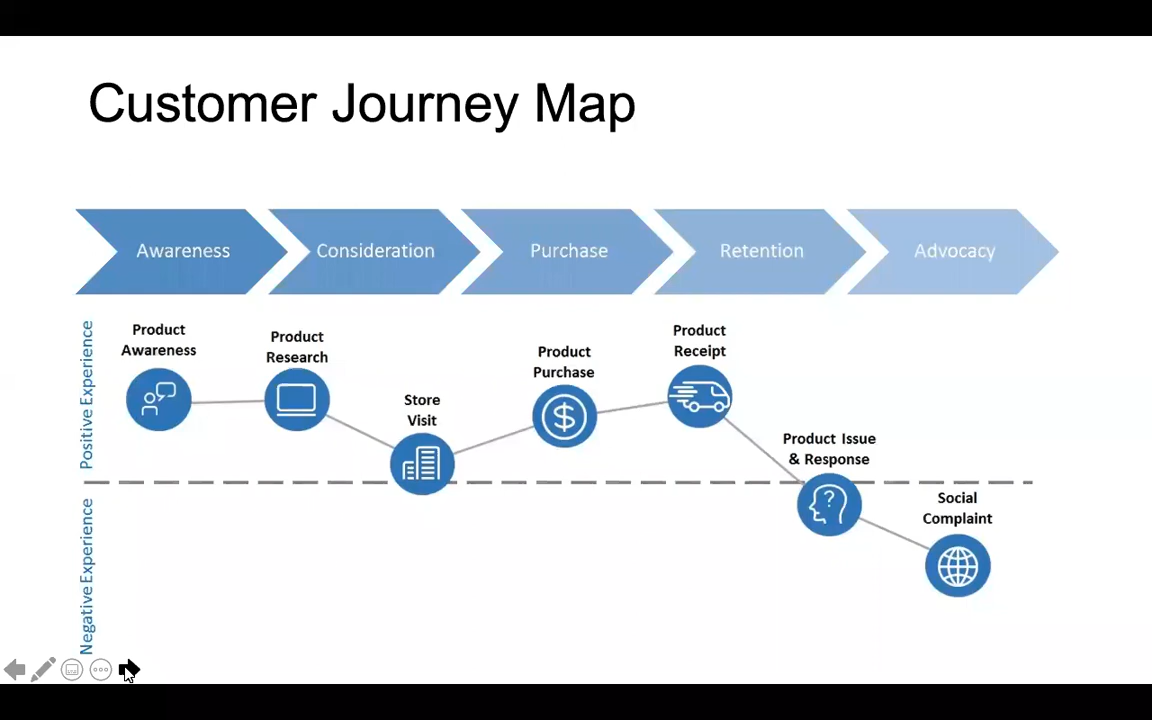 Customer Journey Map
Awareness
Consideration
Purchase
Retention
Advocacy
Positive Experience
Product
Awareness
Product
Research
Store
Visit
Product
Purchase
$
Product
Receipt
Product Issue
& Response
?
Social
Complaint
Negative Experience